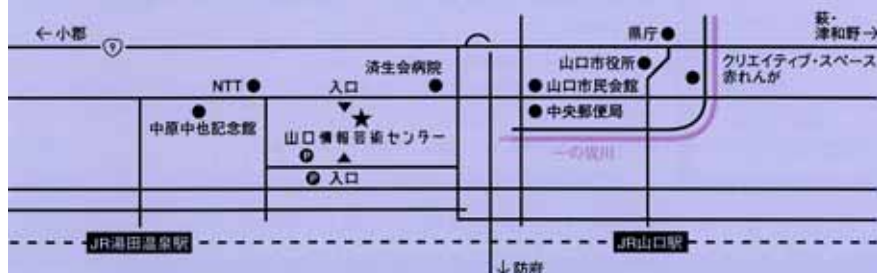 ←小郡
9
県庁
萩・
津和野→
済生会病院
山口市役所
クリエイティブ・スペース
赤れんが
NTT
入口
山口市民会館
中原中也記念館
中央郵便局
山口情報芸術センター
P
一の坂川
P 入口
JR湯田温泉駅
JR山口駅
↓防府